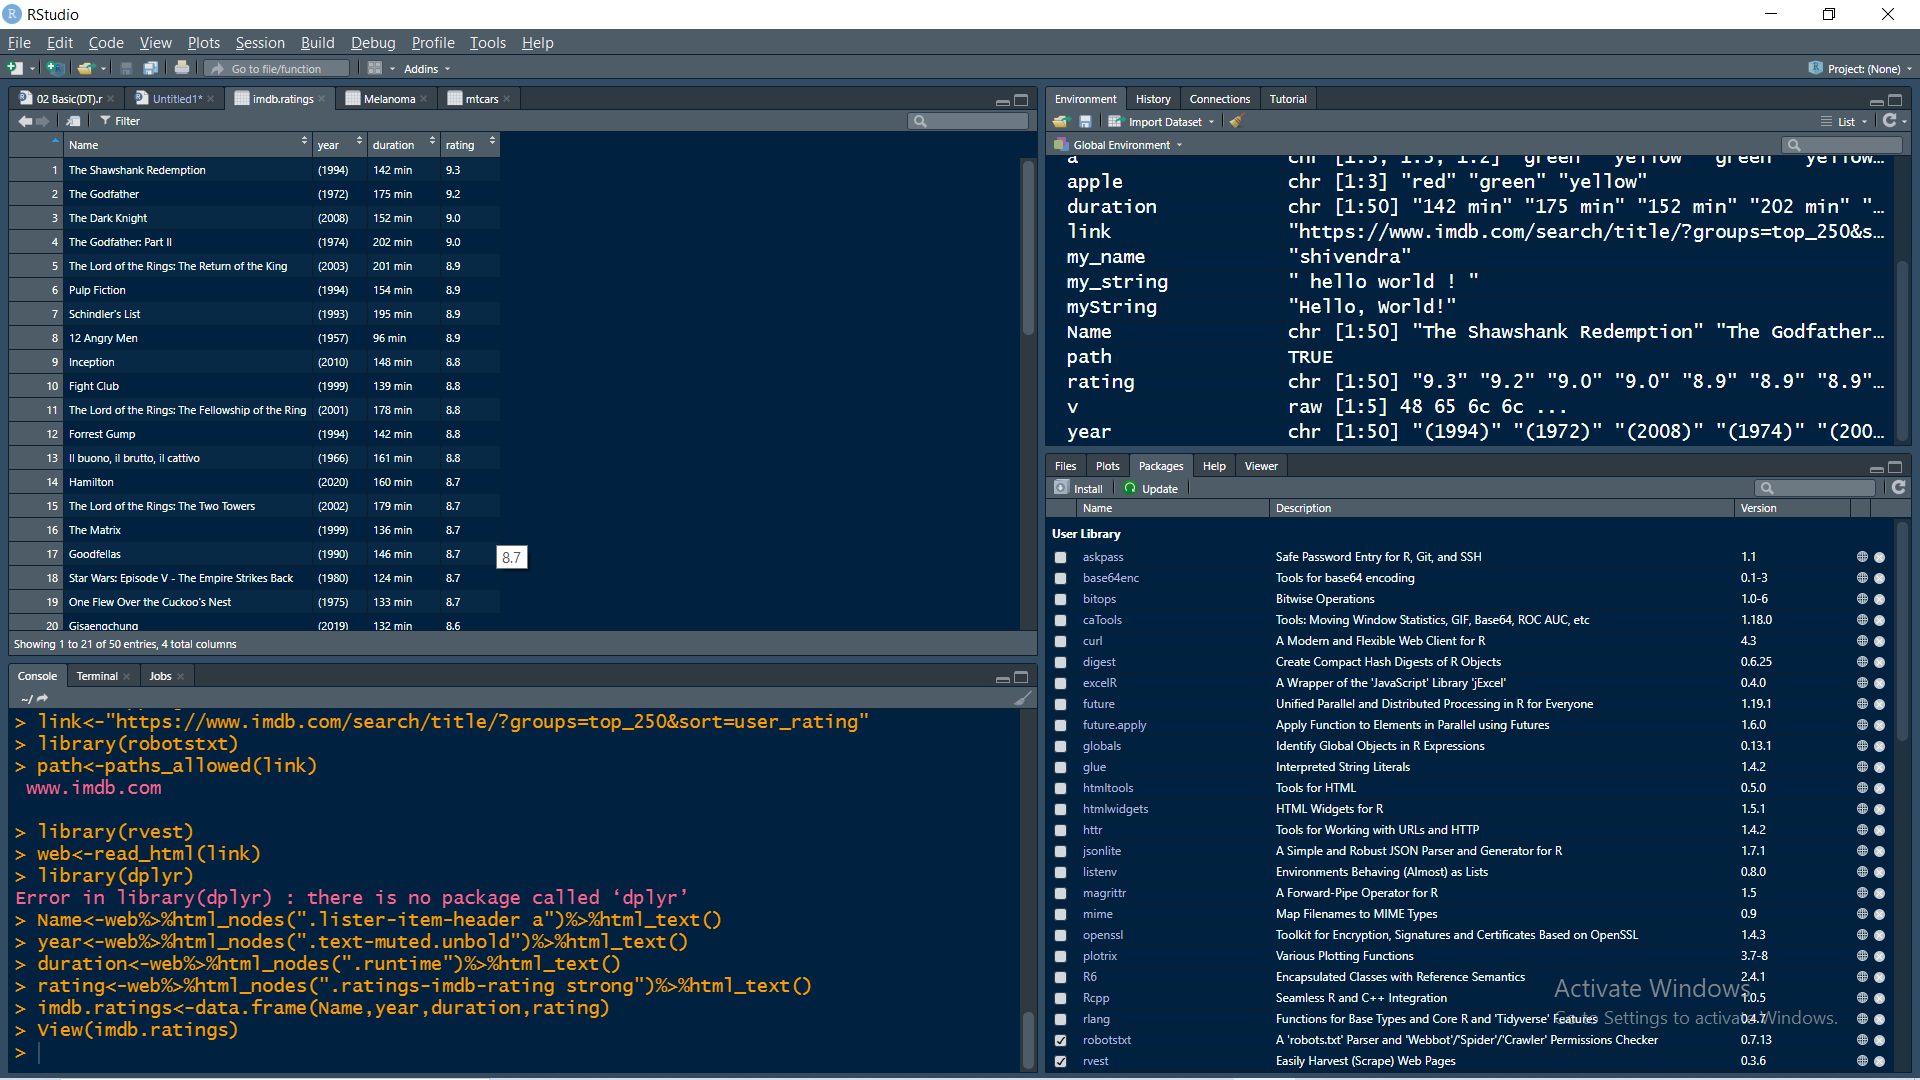 RStudio
File Edit Code View Plots Session Build Debug Profile Tools Help
Go to file/function Addins Project: (None)
02 Basic(DT).r Untitled1* imdb.ratings Melanoma mtcars
Filter
Name year duration rating
1 The Shawshank Redemption (1994) 142 min 9.3
2 The Godfather (1972) 175 min 9.2
3 The Dark Knight (2008) 152 min 9.0
4 The Godfather: Part II (1974) 202 min 9.0
5 The Lord of the Rings: The Return of the King (2003) 201 min 8.9
6 Pulp Fiction (1994) 154 min 8.9
7 Schindler's List (1993) 195 min 8.9
8 12 Angry Men (1957) 96 min 8.9
9 Inception (2010) 148 min 8.8
10 Fight Club (1999) 139 min 8.8
11 The Lord of the Rings: The Fellowship of the Ring (2001) 178 min 8.8
12 Forrest Gump (1994) 142 min 8.8
13 Il buono, il brutto, il cattivo (1966) 161 min 8.8
14 Hamilton (2020) 160 min 8.7
15 The Lord of the Rings: The Two Towers (2002) 179 min 8.7
16 The Matrix (1999) 136 min 8.7
17 Goodfellas (1990) 146 min 8.7
8.7
18 Star Wars: Episode V - The Empire Strikes Back (1980) 124 min 8.7
19 One Flew Over the Cuckoo's Nest (1975) 133 min 8.7
20 Gisaengchung (2019) 132 min 8.6
Showing 1 to 21 of 50 entries, 4 total columns
Console Terminal Jobs
~/
> link<-"https://www.imdb.com/search/title/?groups=top_250&sort=user_rating"
> library(robotstxt)
> path<-paths_allowed(link)
www.imdb.com
> library(rvest)
> web<-read_html(link)
> library(dplyr)
Error in library(dplyr) : there is no package called ‘dplyr’
> Name<-web%>%html_nodes(".lister-item-header a")%>%html_text()
> year<-web%>%html_nodes(".text-muted.unbold")%>%html_text()
> duration<-web%>%html_nodes(".runtime")%>%html_text()
> rating<-web%>%html_nodes(".ratings-imdb-rating strong")%>%html_text()
> imdb.ratings<-data.frame(Name,year,duration,rating)
> View(imdb.ratings)
>
Environment History Connections Tutorial
Import Dataset List
Global Environment
a chr [1:3, 1:3, 1:2] "green" "yellow" "green" "yellow...
apple chr [1:3] "red" "green" "yellow"
duration chr [1:50] "142 min" "175 min" "152 min" "202 min" "...
link "https://www.imdb.com/search/title/?groups=top_250&s...
my_name "shivendra"
my_string " hello world ! "
myString "Hello, World!"
Name chr [1:50] "The Shawshank Redemption" "The Godfather...
path TRUE
rating chr [1:50] "9.3" "9.2" "9.0" "9.0" "8.9" "8.9" "8.9"...
v raw [1:5] 48 65 6c 6c ...
year chr [1:50] "(1994)" "(1972)" "(2008)" "(1974)" "(200...
Files Plots Packages Help Viewer
Install Update
Name Description Version
User Library
askpass Safe Password Entry for R, Git, and SSH 1.1
base64enc Tools for base64 encoding 0.1-3
bitops Bitwise Operations 1.0-6
caTools Tools: Moving Window Statistics, GIF, Base64, ROC AUC, etc 1.18.0
curl A Modern and Flexible Web Client for R 4.3
digest Create Compact Hash Digests of R Objects 0.6.25
excelR A Wrapper of the 'JavaScript' Library 'jExcel' 0.4.0
future Unified Parallel and Distributed Processing in R for Everyone 1.19.1
future.apply Apply Function to Elements in Parallel using Futures 1.6.0
globals Identify Global Objects in R Expressions 0.13.1
glue Interpreted String Literals 1.4.2
htmltools Tools for HTML 0.5.0
htmlwidgets HTML Widgets for R 1.5.1
httr Tools for Working with URLs and HTTP 1.4.2
jsonlite A Simple and Robust JSON Parser and Generator for R 1.7.1
listenv Environments Behaving (Almost) as Lists 0.8.0
magrittr A Forward-Pipe Operator for R 1.5
mime Map Filenames to MIME Types 0.9
openssl Toolkit for Encryption, Signatures and Certificates Based on OpenSSL 1.4.3
plotrix Various Plotting Functions 3.7-8
R6 Encapsulated Classes with Reference Semantics 2.4.1
Rcpp Seamless R and C++ Integration 1.0.5
rlang Functions for Base Types and Core R and 'Tidyverse' Features 0.4.7
robotstxt A 'robots.txt' Parser and 'Webbot'/'Spider'/'Crawler' Permissions Checker 0.7.13
rvest Easily Harvest (Scrape) Web Pages 0.3.6
Activate Windows
Go to Settings to activate Windows.